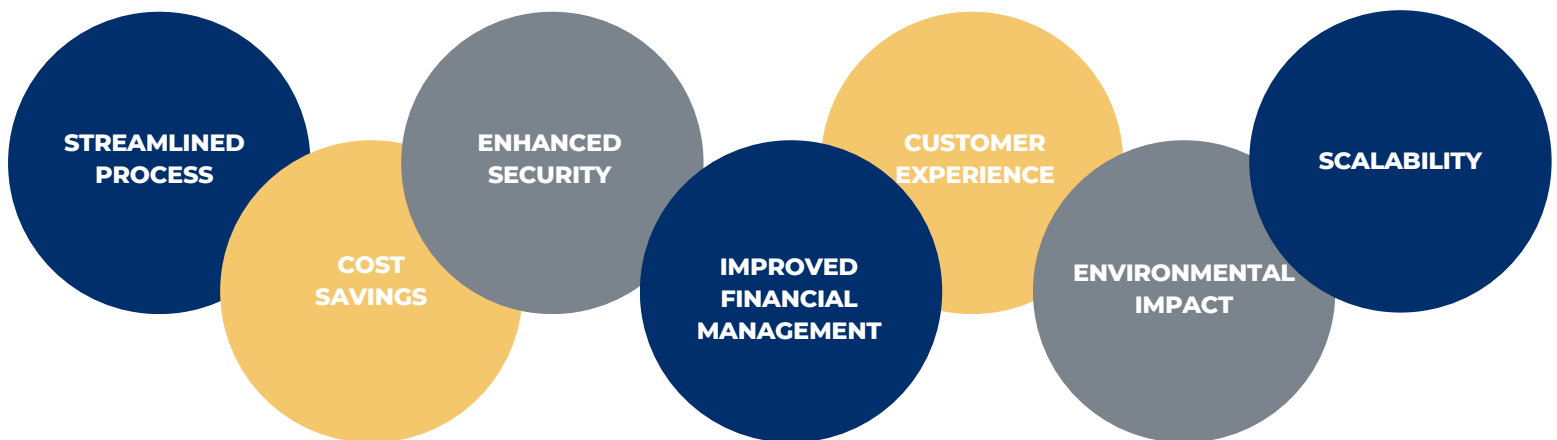 STREAMLINED
PROCESS
COST
SAVINGS
ENHANCED
SECURITY
IMPROVED
FINANCIAL
MANAGEMENT
CUSTOMER
EXPERIENCE
ENVIRONMENTAL
IMPACT
SCALABILITY